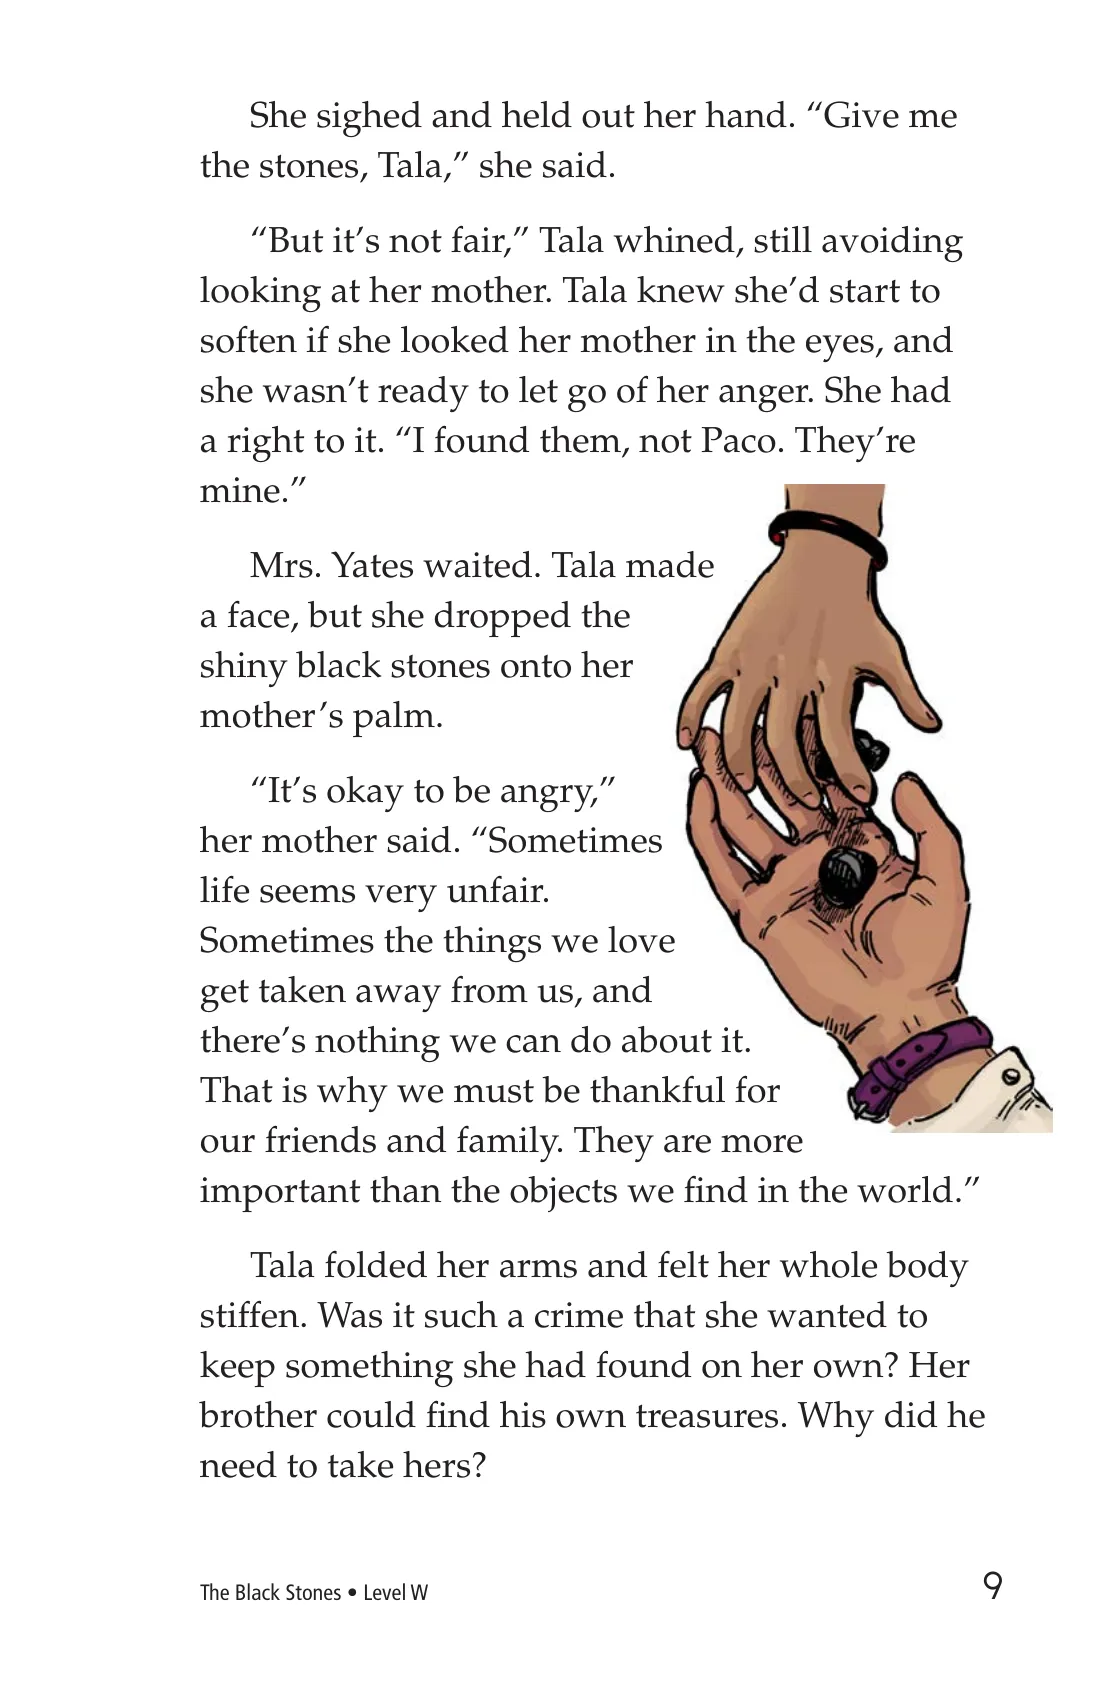 She sighed and held out her hand. “Give me
the stones, Tala,” she said.
“But it’s not fair,” Tala whined, still avoiding
looking at her mother. Tala knew she’d start to
soften if she looked her mother in the eyes, and
she wasn’t ready to let go of her anger. She had
a right to it. “I found them, not Paco. They’re
mine.”
Mrs. Yates waited. Tala made
a face, but she dropped the
shiny black stones onto her
mother’s palm.
“It’s okay to be angry,”
her mother said. “Sometimes
life seems very unfair.
Sometimes the things we love
get taken away from us, and
there’s nothing we can do about it.
That is why we must be thankful for
our friends and family. They are more
important than the objects we find in the world.”
Tala folded her arms and felt her whole body
stiffen. Was it such a crime that she wanted to
keep something she had found on her own? Her
brother could find his own treasures. Why did he
need to take hers?
The Black Stones • Level W
9